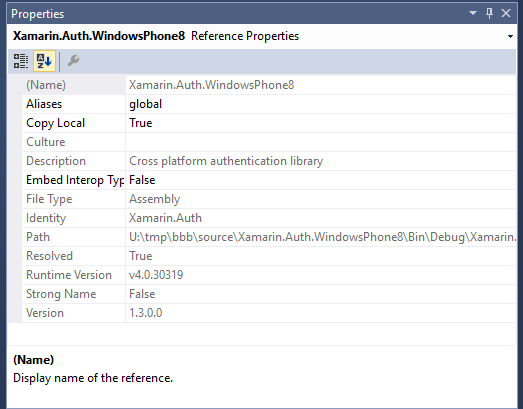 Properties
Xamarin.Auth.WindowsPhone8 Reference Properties
(Name) Xamarin.Auth.WindowsPhone8
Aliases global
Copy Local True
Culture
Description Cross platform authentication library
Embed Interop Typ False
File Type Assembly
Identity Xamarin.Auth
Path U:\tmp\bbb\source\Xamarin.Auth.WindowsPhone8\Bin\Debug\Xamarin.
Resolved True
Runtime Version v4.0.30319
Strong Name False
Version 1.3.0.0
(Name)
Display name of the reference.